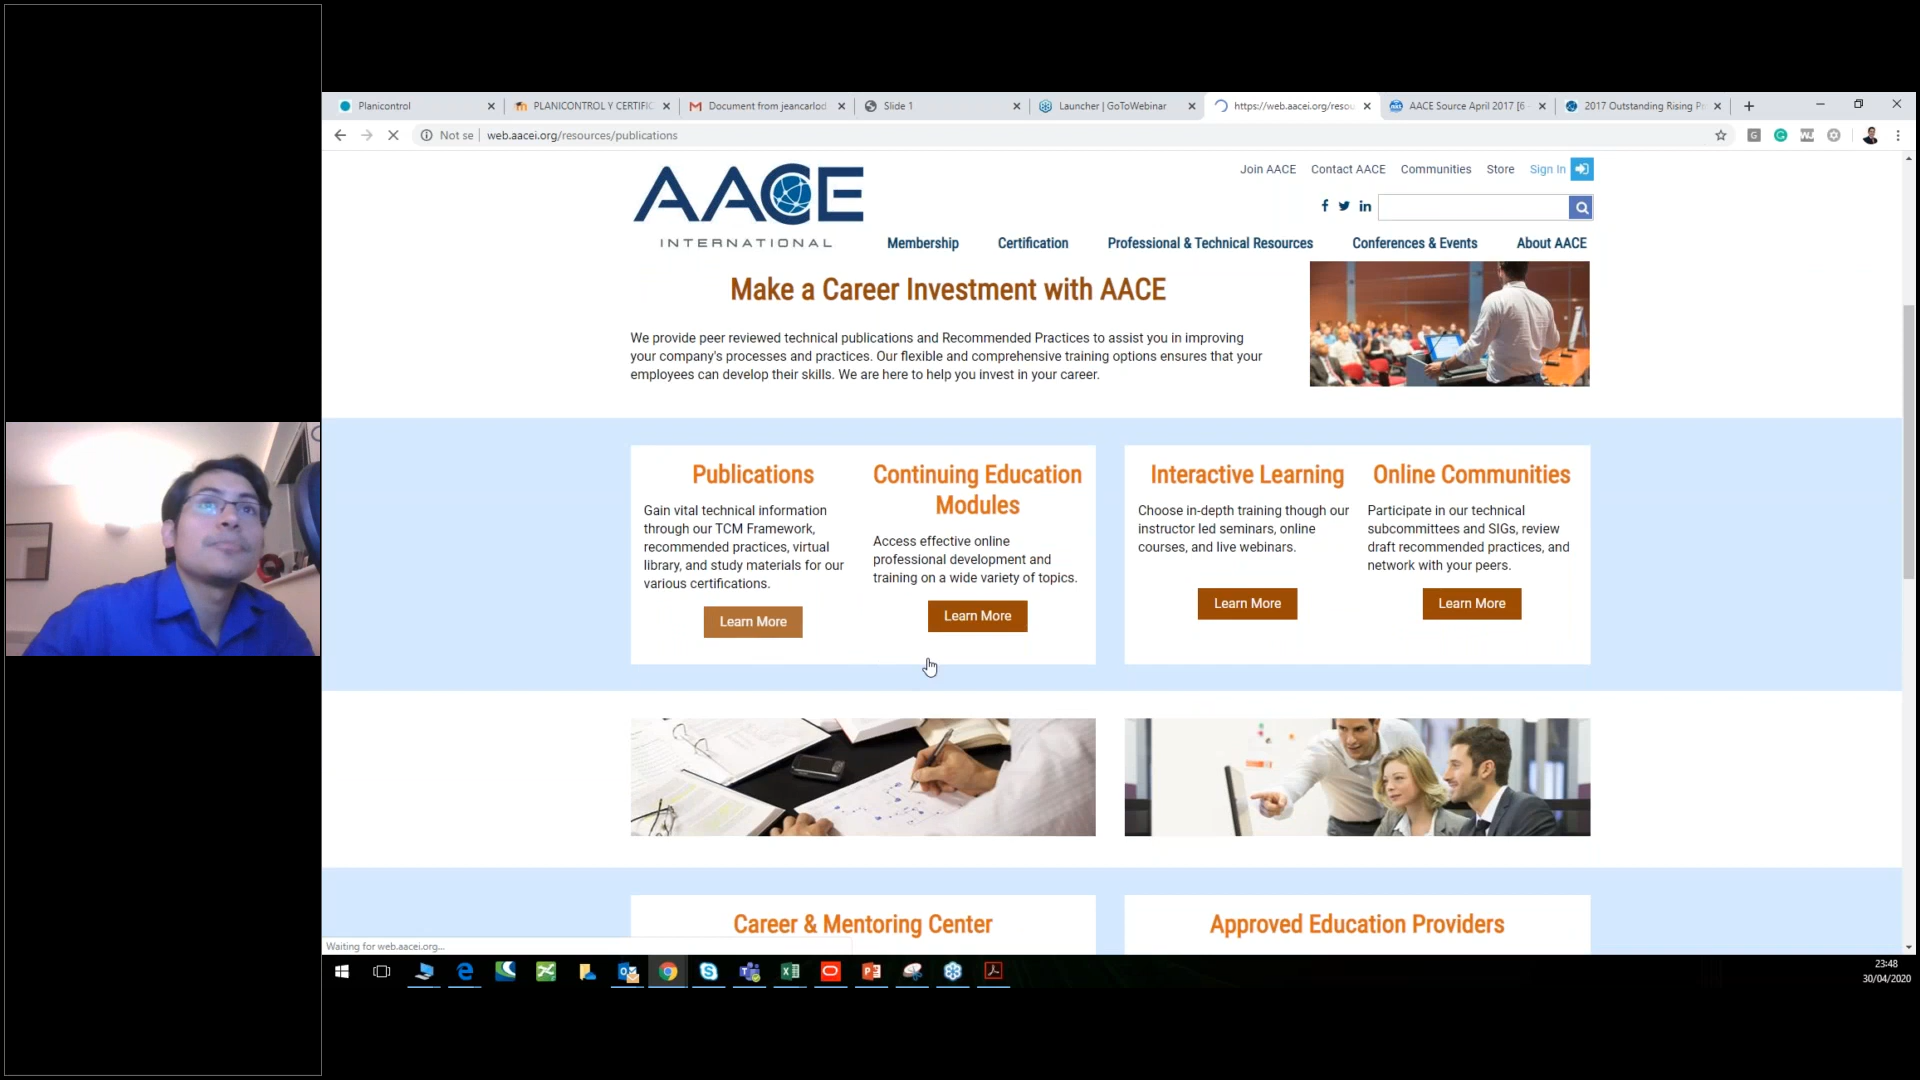 Planicontrol
PLANICONTROL Y CERTIFIC
Document from jeancarlod
Slide 1
Launcher | GoToWebinar
https://web.aacei.org/resou
AACE Source April 2017 [6 -
2017 Outstanding Rising Pr
Not se
web.aacei.org/resources/publications
Join AACE
Contact AACE
Communities
Store
Sign In
AACE
INTERNATIONAL
Membership
Certification
Professional & Technical Resources
Conferences & Events
About AACE
Make a Career Investment with AACE
We provide peer reviewed technical publications and Recommended Practices to assist you in improving
your company's processes and practices. Our flexible and comprehensive training options ensures that your
employees can develop their skills. We are here to help you invest in your career.
Publications
Gain vital technical information
through our TCM Framework,
recommended practices, virtual
library, and study materials for our
various certifications.
Learn More
Continuing Education
Modules
Access effective online
professional development and
training on a wide variety of topics.
Learn More
Interactive Learning
Choose in-depth training though our
instructor led seminars, online
courses, and live webinars.
Learn More
Online Communities
Participate in our technical
subcommittees and SIGs, review
draft recommended practices, and
network with your peers.
Learn More
Career & Mentoring Center
Approved Education Providers
Waiting for web.aacei.org...
23:48
30/04/2020